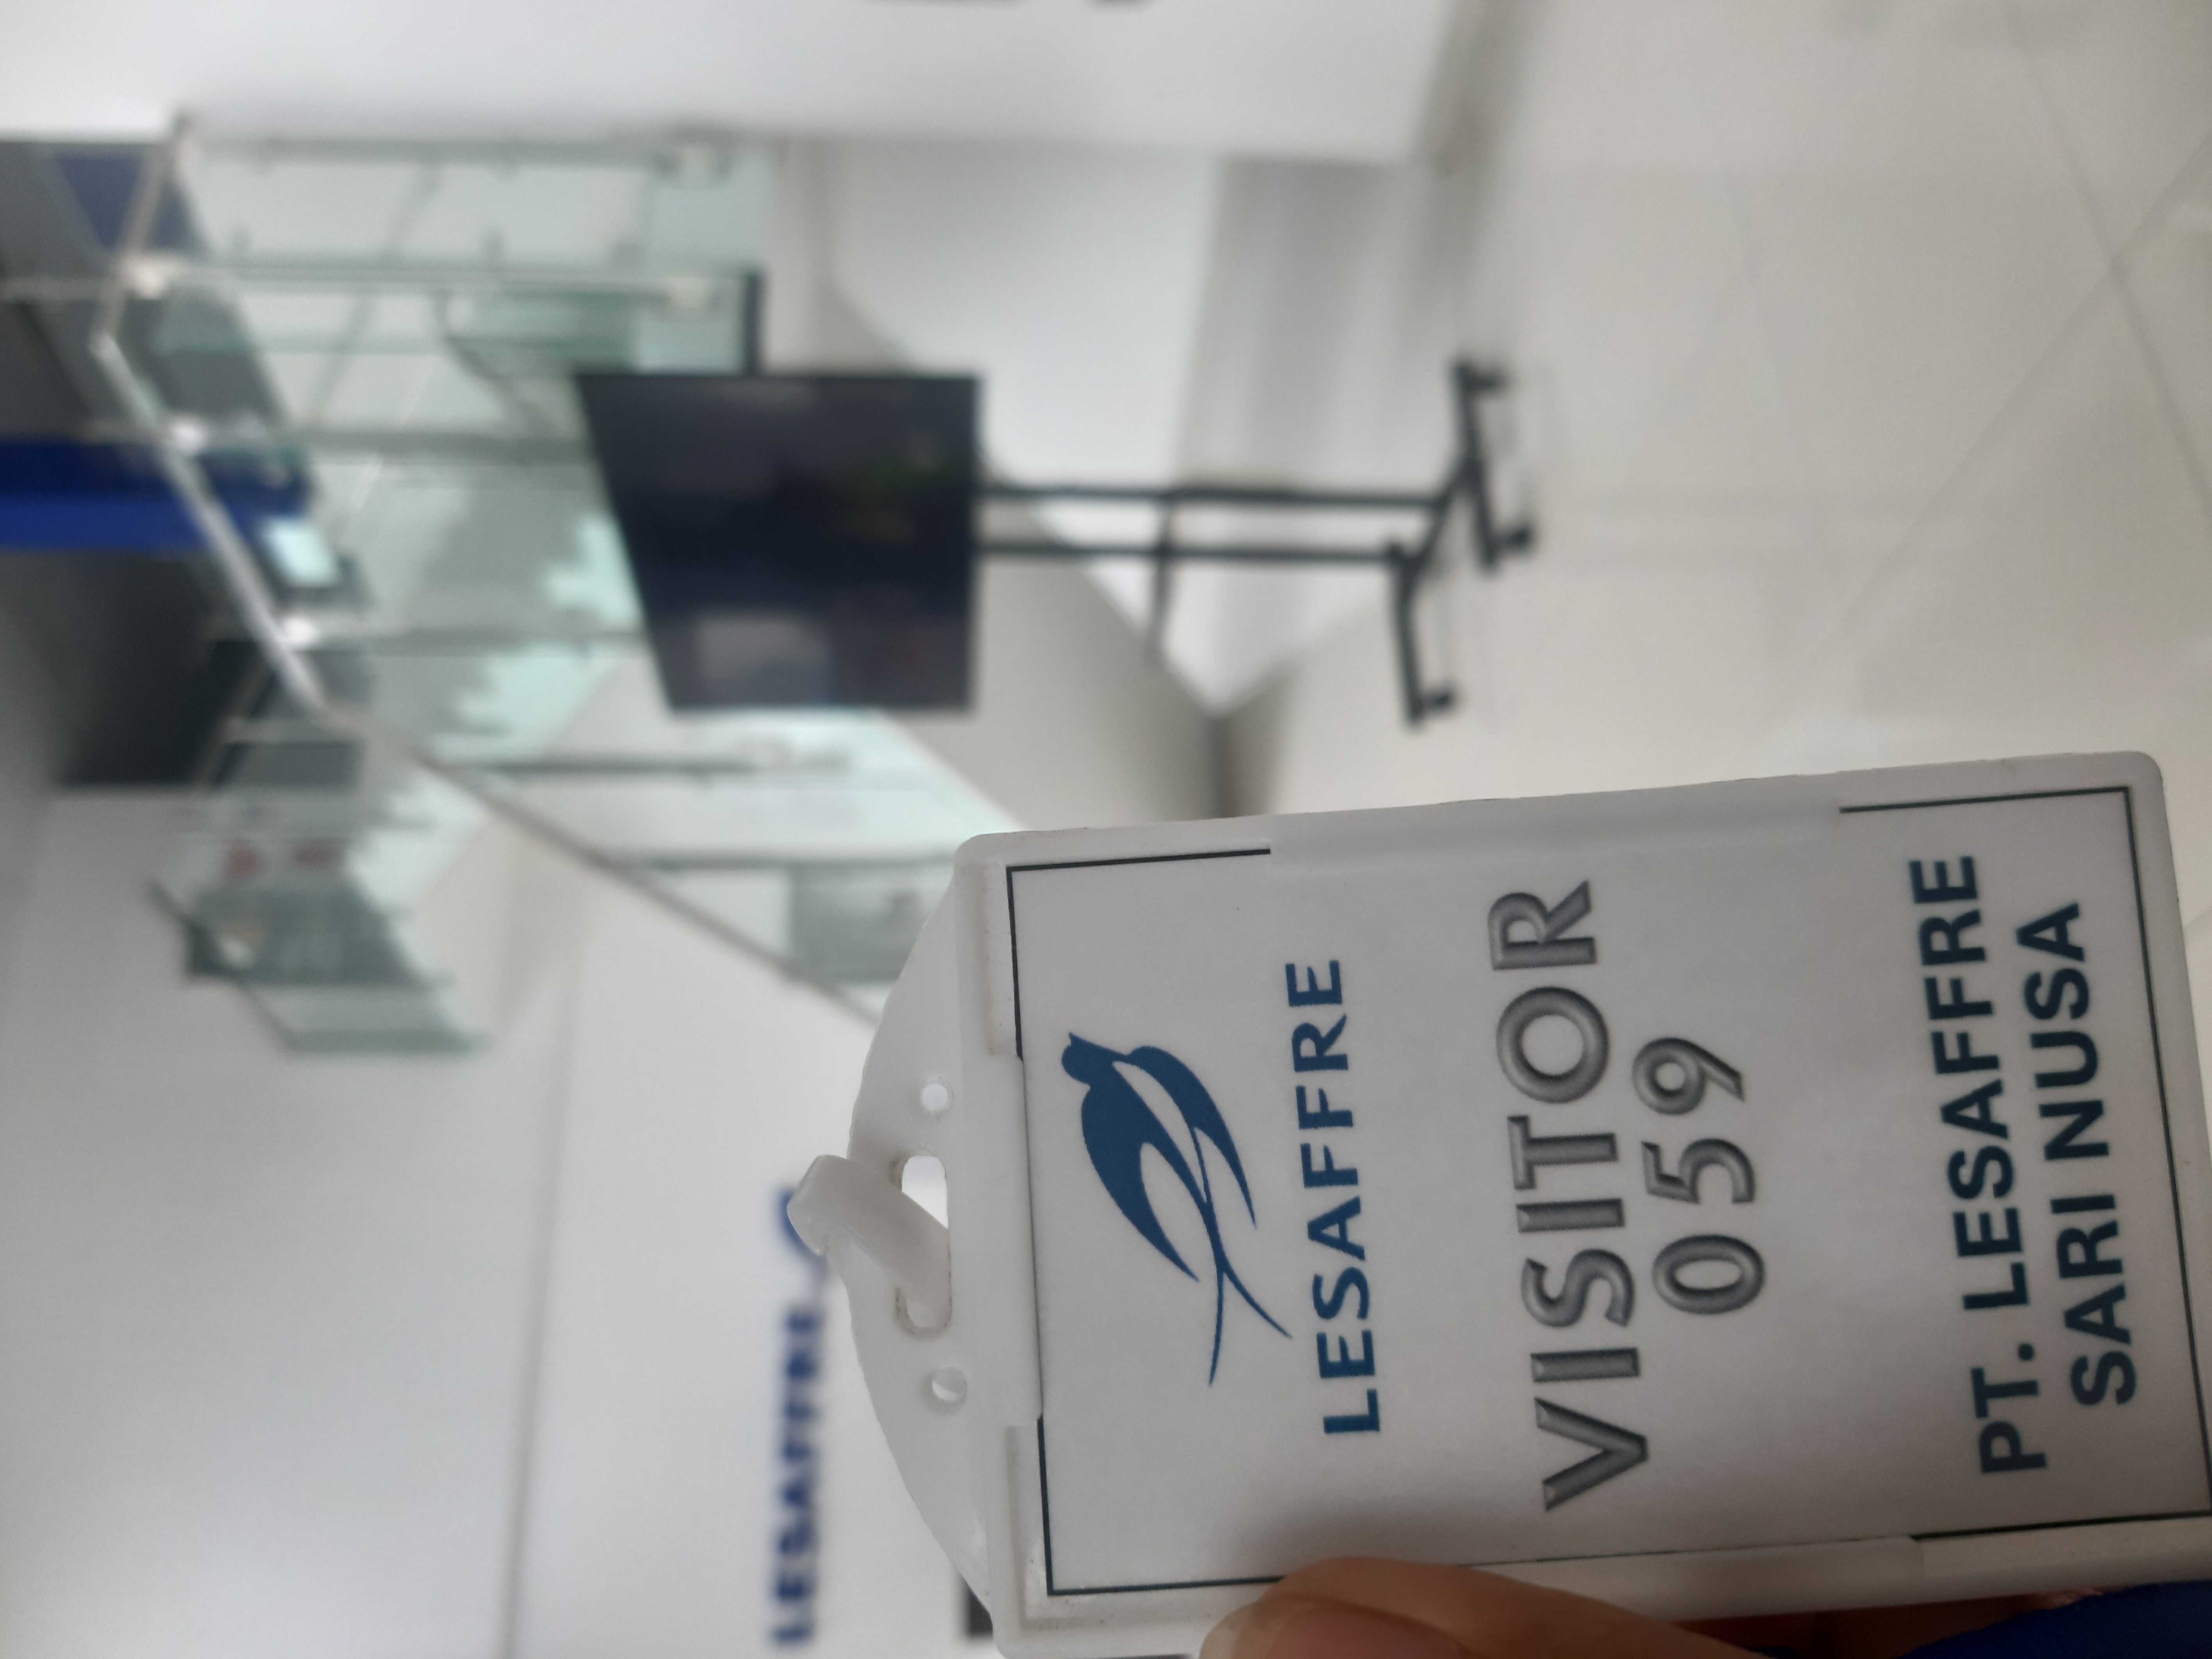 LESAFFRE
VISITOR
059
PT. LESAFFRE
SARI NUSA
LESAFFRE